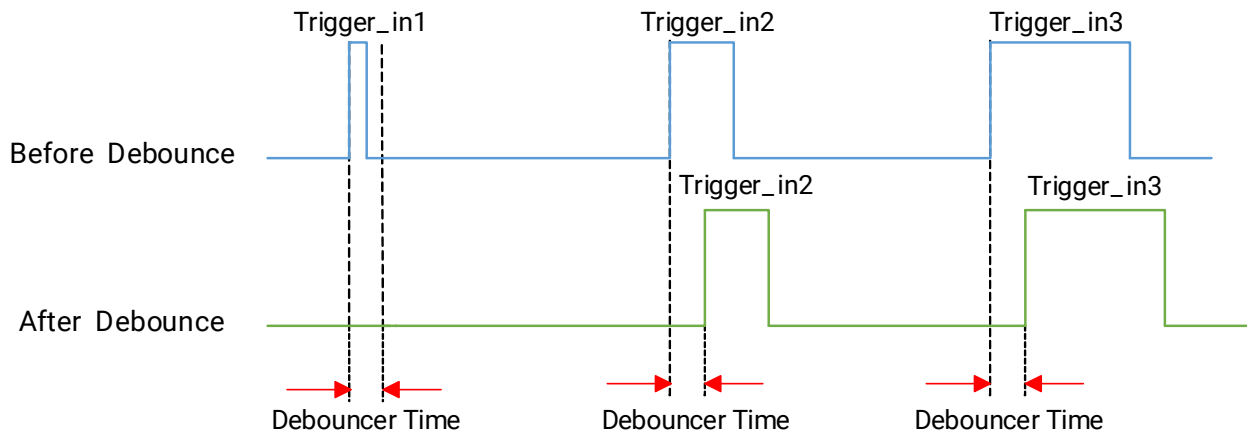 Trigger_in1
Trigger_in2
Trigger_in3
Before Debounce
Trigger_in2
Trigger_in3
After Debounce
Debouncer Time
Debouncer Time
Debouncer Time